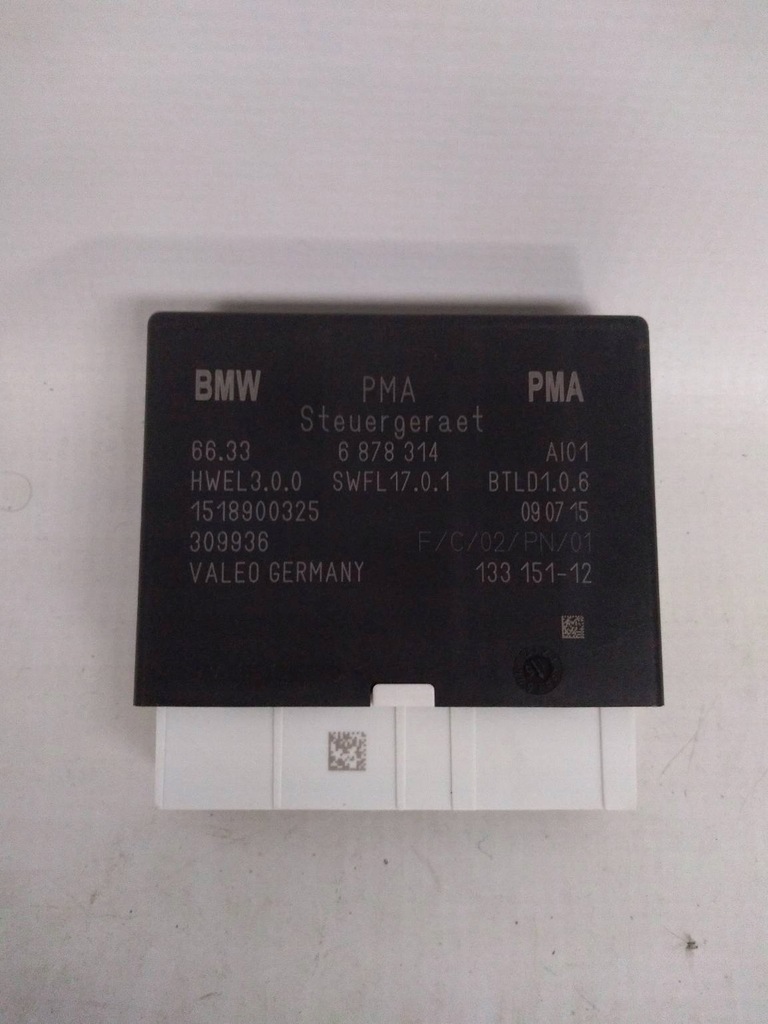 BMW PMA PMA
Steuergeraet
66.33 6 878 314 AI01
HWEL3.0.0 SWFL17.0.1 BTLD1.0.6
1518900325 09 07 15
309936 F/C/02/PN/01
VALEO GERMANY 133 151-12